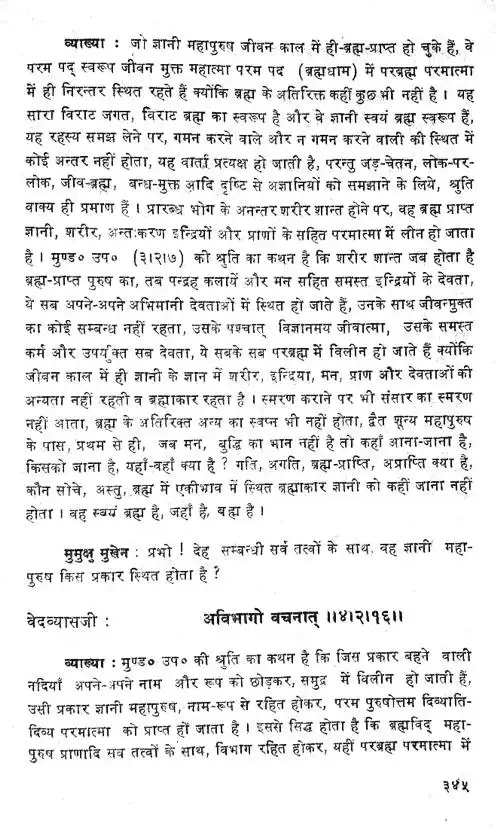 व्याख्या : जो ज्ञानी महापुरुष जीवन काल में ही-ब्रह्म-प्राप्त हो चुके हैं, वे
परम पद् स्वरूप जीवन मुक्त महात्मा परम पद (ब्रह्मधाम) में परब्रह्म परमात्मा
में ही निरन्तर स्थित रहते हैं क्योंकि ब्रह्म के अतिरिक्त कहीं कुछ भी नहीं है । यह
सारा विराट जगत, विराट ब्रह्म का स्वरूप है और वे ज्ञानी स्वयं ब्रह्म स्वरूप हैं,
यह रहस्य समझ लेने पर, गमन करने वाले और न गमन करने वाली की स्थित में
कोई अन्तर नहीं होता, यह वार्ता प्रत्यक्ष हो जाती है, परन्तु जड़-चेतन, लोक-पर-
लोक, जीव-ब्रह्म, बन्ध-मुक्त आदि दृष्टि से अज्ञानियों को समझाने के लिये, श्रुति
वाक्य ही प्रमाण हैं । प्रारब्ध भोग के अनन्तर शरीर शान्त होने पर, वह ब्रह्म प्राप्त
ज्ञानी, शरीर, अन्तःकरण इन्द्रियों और प्राणों के सहित परमात्मा में लीन हो जाता
है । मुण्ड० उप० (३।२।७) की श्रुति का कथन है कि शरीर शान्त जब होता है
ब्रह्म-प्राप्त पुरुष का, तब पन्द्रह कलायें और मन सहित समस्त इन्द्रियों के देवता,
ये सब अपने-अपने अभिमानी देवताओं में स्थित हो जाते हैं, उनके साथ जीवन्मुक्त
का कोई सम्बन्ध नहीं रहता, उसके पश्चात् विज्ञानमय जीवात्मा, उसके समस्त
कर्म और उपर्युक्त सब देवता, ये सबके सब परब्रह्म में विलीन हो जाते हैं क्योंकि
जीवन काल में ही ज्ञानी के ज्ञान में शरीर, इन्द्रिया, मन, प्राण और देवताओं की
अन्यता नहीं रहती व ब्रह्माकार रहता है । स्मरण कराने पर भी संसार का स्मरण
नहीं आता, ब्रह्म के अतिरिक्त अन्य का स्वप्न भी नहीं होता, द्वैत शून्य महापुरुष
के पास, प्रथम से ही, जब मन, बुद्धि का भान नहीं है तो कहाँ आना-जाना है,
किसको जाना है, यहाँ-वहाँ क्या है ? गति, अगति, ब्रह्म-प्राप्ति, अप्राप्ति क्या है,
कौन सोचे, अस्तु, ब्रह्म में एकीभाव में स्थित ब्रह्माकार ज्ञानी को कहीं जाना नहीं
होता । वह स्वयं ब्रह्म है, जहाँ है, ब्रह्म है ।
मुमुक्षु मुखेन : प्रभो ! देह सम्बन्धी सर्व तत्वों के साथ, वह ज्ञानी महा-
पुरुष किस प्रकार स्थित होता है ?
वेदव्यासजी : अविभागो वचनात् ।।४।२।१६।।
व्याख्या : मुण्ड० उप० की श्रुति का कथन है कि जिस प्रकार बहने वाली
नदियाँ अपने-अपने नाम और रूप को छोड़कर, समुद्र में विलिन हो जाती हैं,
उसी प्रकार ज्ञानी महापुरुष, नाम-रूप से रहित होकर, परम पुरुषोत्तम दिव्याति-
दिव्य परमात्मा को प्राप्त हों जाता है । इससे सिद्ध होता है कि ब्रह्मविद् महा-
पुरुष प्राणादि सव तत्वों के साथ, विभाग रहित होकर, यहीं परब्रह्म परमात्मा में
३४५